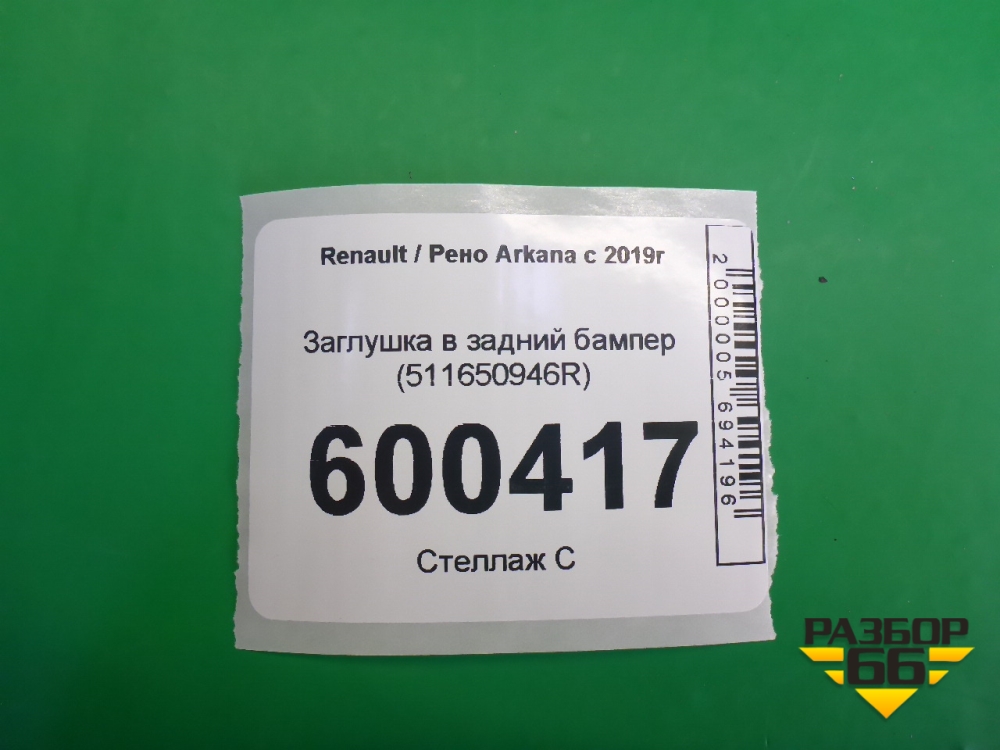 Renault / Рено Arkana с 2019г
Заглушка в задний бампер
(511650946R)
600417
Стеллаж С
2 000005 694196
РАЗБОР
66